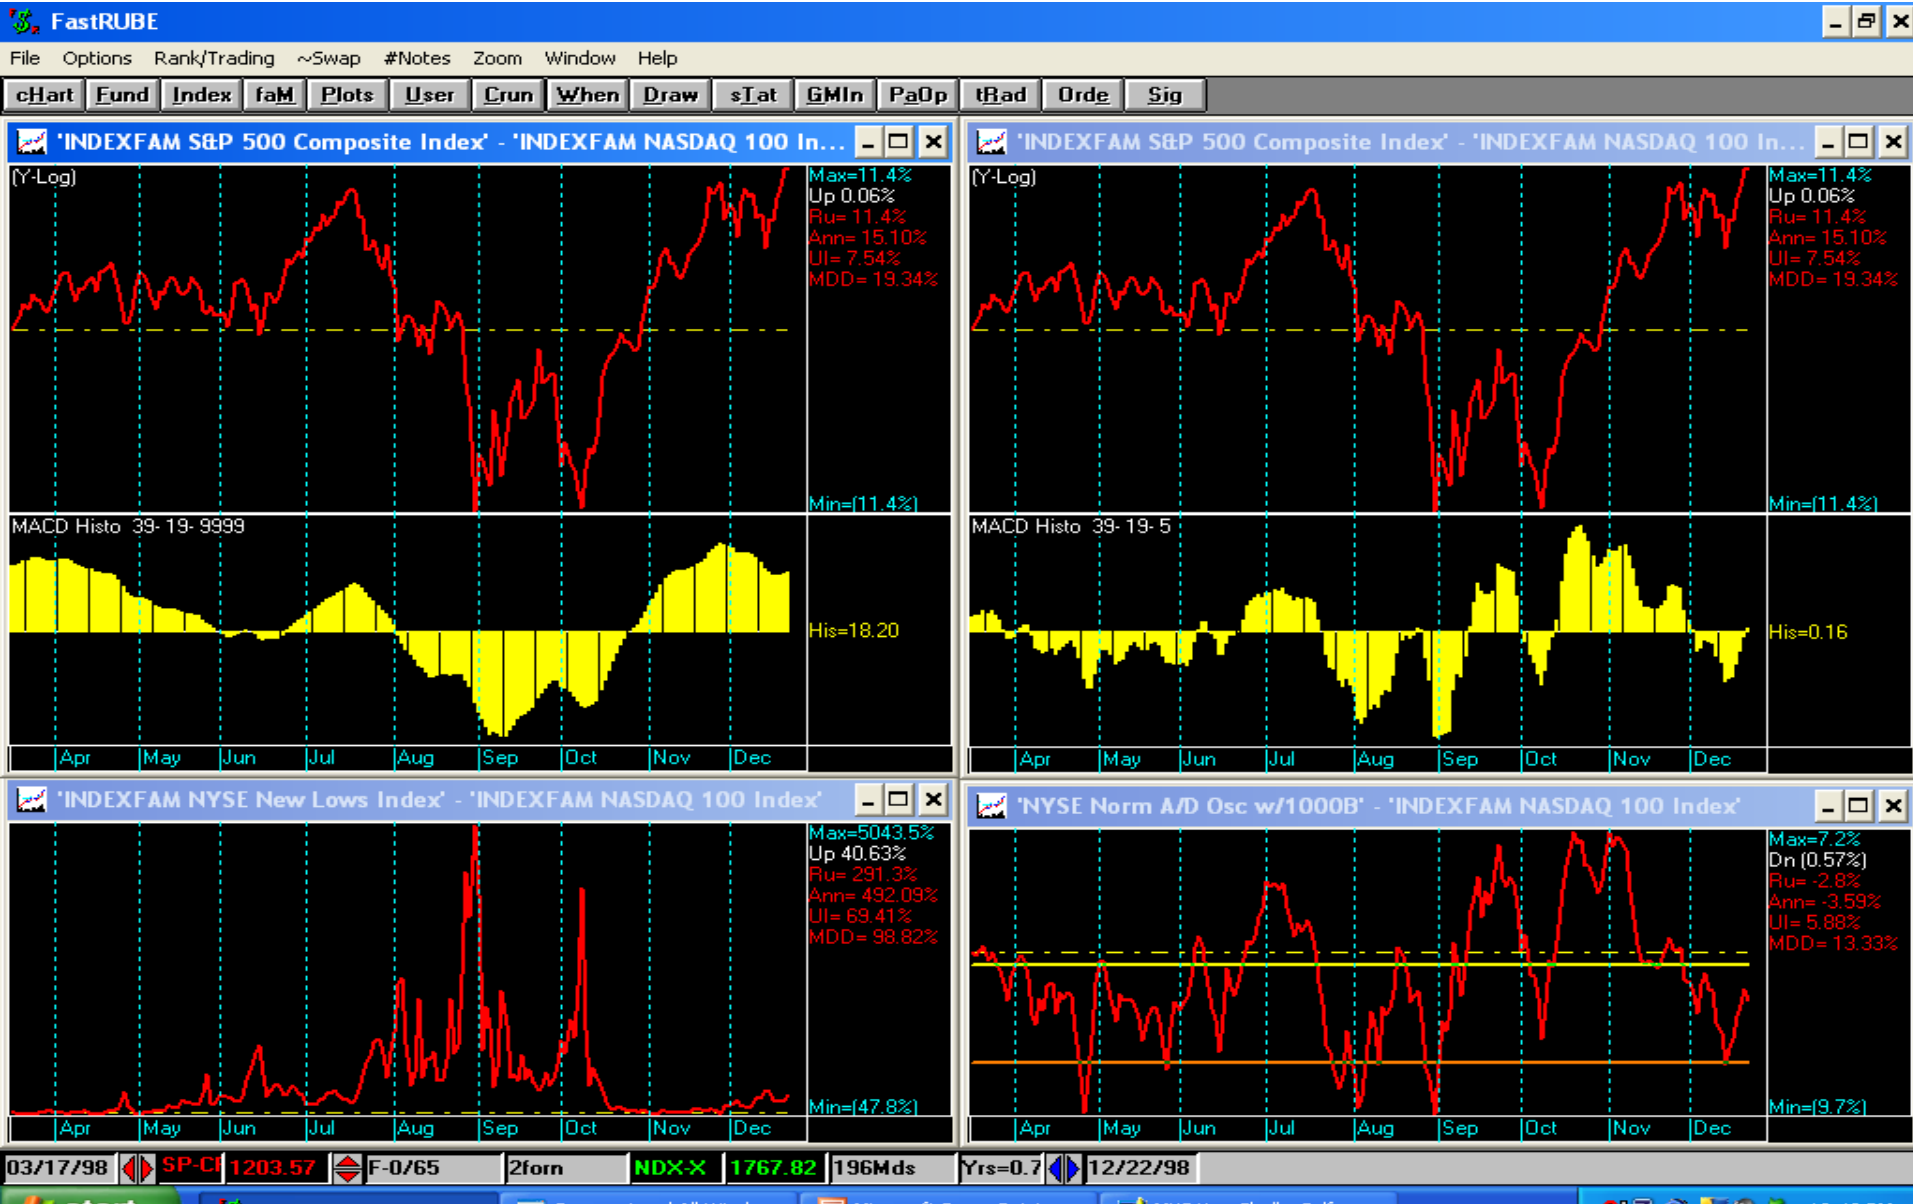 FastRUBE
File Options Rank/Trading ~Swap #Notes Zoom Window Help
cHart Fund Index faM Plots User Crun When Draw sTat GMIn PaOp tRad Orde Sig
'INDEXFAM S&P 500 Composite Index' - 'INDEXFAM NASDAQ 100 In...
(Y-Log)
Max=11.4%
Up 0.06%
Ru= 11.4%
Ann= 15.10%
UI= 7.54%
MDD= 19.34%
Min=(11.4%)
MACD Histo 39- 19- 9999
His=18.20
Apr May Jun Jul Aug Sep Oct Nov Dec
'INDEXFAM S&P 500 Composite Index' - 'INDEXFAM NASDAQ 100 In...
(Y-Log)
Max=11.4%
Up 0.06%
Ru= 11.4%
Ann= 15.10%
UI= 7.54%
MDD= 19.34%
Min=(11.4%)
MACD Histo 39- 19- 5
His=0.16
Apr May Jun Jul Aug Sep Oct Nov Dec
'INDEXFAM NYSE New Lows Index' - 'INDEXFAM NASDAQ 100 Index'
Max=5043.5%
Up 40.63%
Ru= 291.3%
Ann= 492.09%
UI= 69.41%
MDD= 98.82%
Min=(47.8%)
Apr May Jun Jul Aug Sep Oct Nov Dec
'NYSE Norm A/D Osc w/1000B' - 'INDEXFAM NASDAQ 100 Index'
Max=7.2%
Dn (0.57%)
Ru= -2.8%
Ann= -3.59%
UI= 5.88%
MDD= 13.33%
Min=(9.7%)
Apr May Jun Jul Aug Sep Oct Nov Dec
03/17/98 SP-CP 1203.57 F-0/65 2forn NDX-X 1767.82 196Mds Yrs=0.7 12/22/98